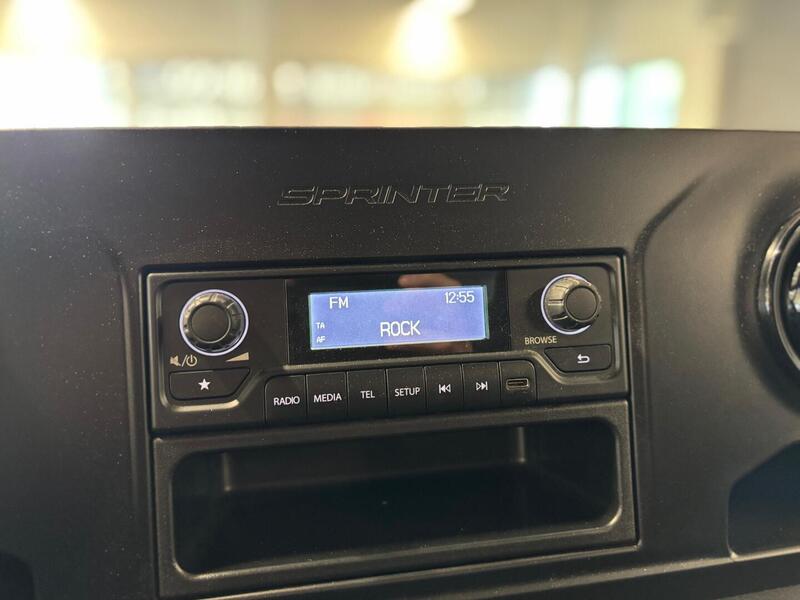 SPRINTER
FM 12:55
TA
ROCK
AF
BROWSE
RADIO MEDIA TEL SETUP